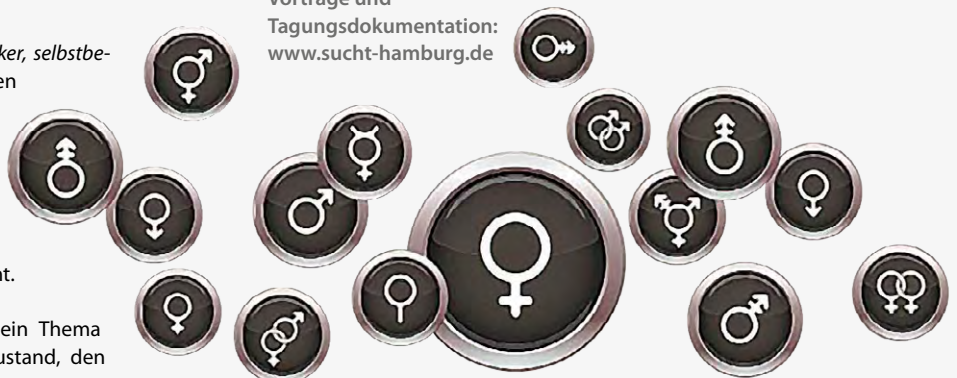 Vorträge und
Tagungsdokumentation:
www.sucht-hamburg.de
ker, selbstbe-
en
nt.
ein Thema
ustand, den